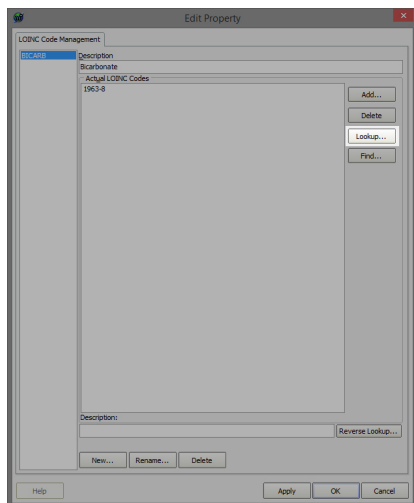 Edit Property
LOINC Code Management
BICARB
Description
Bicarbonate
Actual LOINC Codes
1963-8
Add...
Delete
Lookup...
Find...
Description:
Reverse Lookup...
New... Rename... Delete
Help Apply OK Cancel